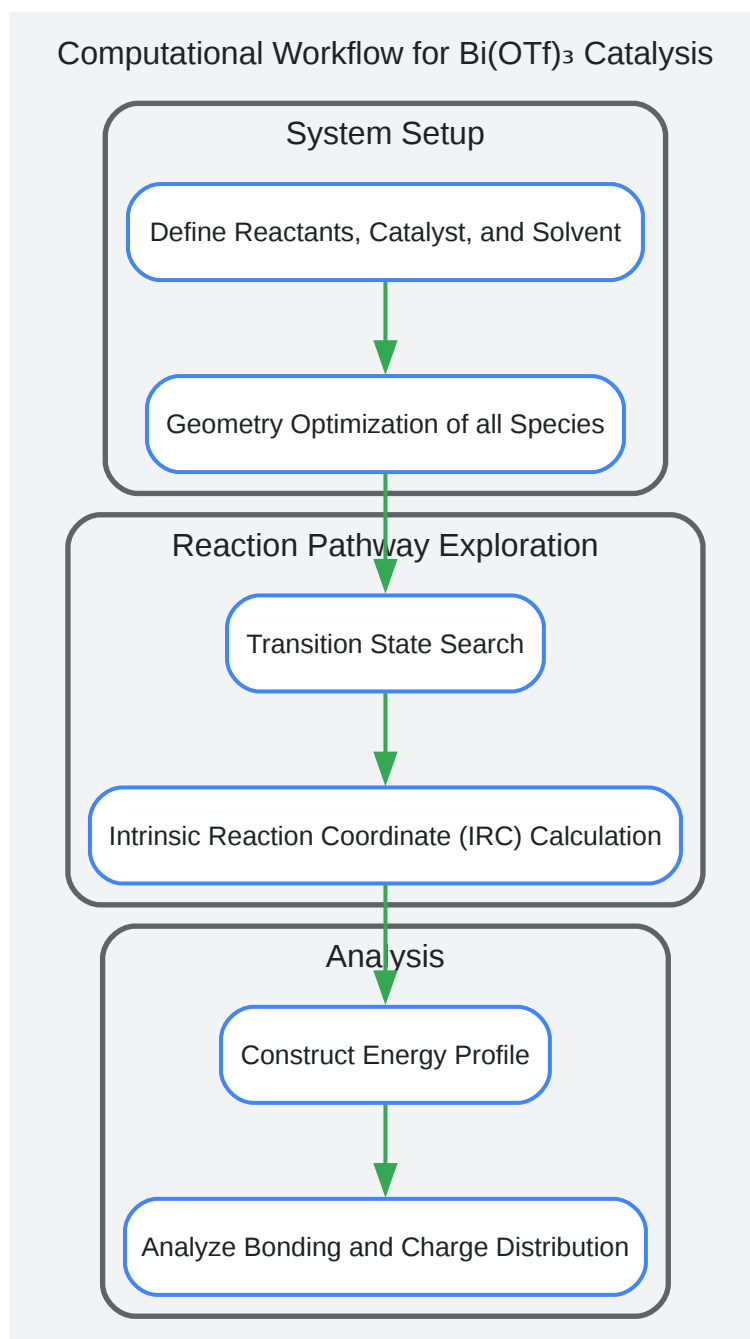 Computational Workflow for Bi(OTf)₃ Catalysis
System Setup
Define Reactants, Catalyst, and Solvent
Geometry Optimization of all Species
Reaction Pathway Exploration
Transition State Search
Intrinsic Reaction Coordinate (IRC) Calculation
Analysis
Construct Energy Profile
Analyze Bonding and Charge Distribution